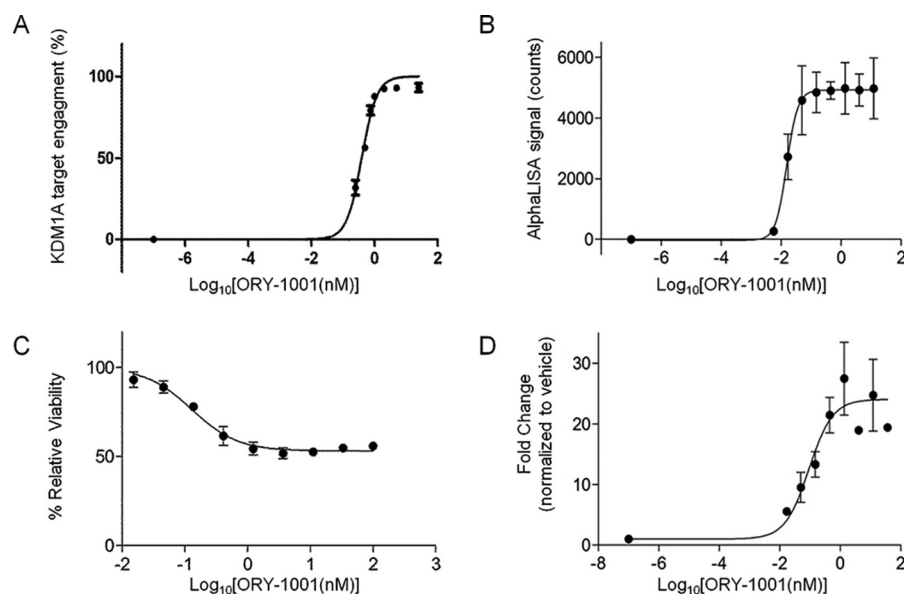 A
KDM1A target engagment (%)
100
50
0
-6
-4
-2
0
2
Log10[ORY-1001(nM)]
B
AlphaLISA signal (counts)
6000
4000
2000
0
-6
-4
-2
0
2
Log10[ORY-1001(nM)]
C
% Relative Viability
100
50
0
-2
-1
0
1
2
3
Log10[ORY-1001(nM)]
D
Fold Change
(normalized to vehicle)
30
20
10
0
-8
-6
-4
-2
0
2
Log10[ORY-1001(nM)]